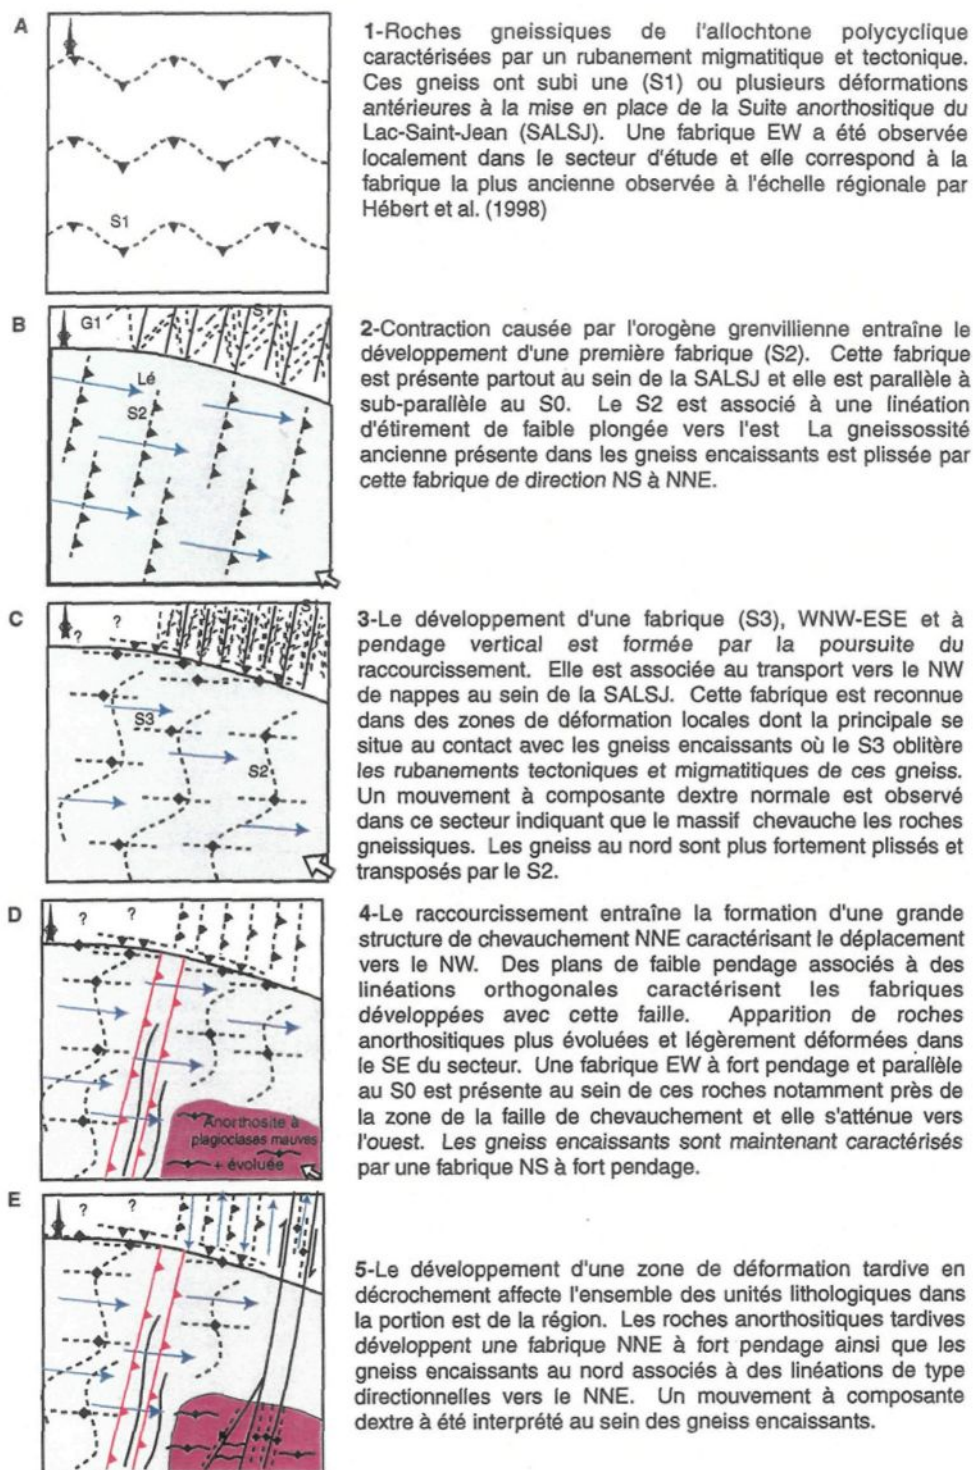 A
S1
1-Roches gneissiques de l'allochtone polycyclique
caractérisées par un rubanement migmatitique et tectonique.
Ces gneiss ont subi une (S1) ou plusieurs déformations
antérieures à la mise en place de la Suite anorthositique du
Lac-Saint-Jean (SALSJ). Une fabrique EW a été observée
localement dans le secteur d'étude et elle correspond à la
fabrique la plus ancienne observée à l'échelle régionale par
Hébert et al. (1998)
B
G1
Lé
S2
2-Contraction causée par l'orogène grenvillienne entraîne le
développement d'une première fabrique (S2). Cette fabrique
est présente partout au sein de la SALSJ et elle est parallèle à
sub-parallèle au S0. Le S2 est associé à une linéation
d'étirement de faible plongée vers l'est La gneissossité
ancienne présente dans les gneiss encaissants est plissée par
cette fabrique de direction NS à NNE.
C
? ?
S3
S2
3-Le développement d'une fabrique (S3), WNW-ESE et à
pendage vertical est formée par la poursuite du
raccourcissement. Elle est associée au transport vers le NW
de nappes au sein de la SALSJ. Cette fabrique est reconnue
dans des zones de déformation locales dont la principale se
situe au contact avec les gneiss encaissants où le S3 oblitère
les rubanements tectoniques et migmatitiques de ces gneiss.
Un mouvement à composante dextre normale est observé
dans ce secteur indiquant que le massif chevauche les roches
gneissiques. Les gneiss au nord sont plus fortement plissés et
transposés par le S2.
D
? ?
Anorthosite à
plagioclases mauves
+ évoluée
4-Le raccourcissement entraîne la formation d'une grande
structure de chevauchement NNE caractérisant le déplacement
vers le NW. Des plans de faible pendage associés à des
linéations orthogonales caractérisent les fabriques
développées avec cette faille. Apparition de roches
anorthositiques plus évoluées et légèrement déformées dans
le SE du secteur. Une fabrique EW à fort pendage et parallèle
au S0 est présente au sein de ces roches notamment près de
la zone de la faille de chevauchement et elle s'atténue vers
l'ouest. Les gneiss encaissants sont maintenant caractérisés
par une fabrique NS à fort pendage.
E
? ?
5-Le développement d'une zone de déformation tardive en
décrochement affecte l'ensemble des unités lithologiques dans
la portion est de la région. Les roches anorthositiques tardives
développent une fabrique NNE à fort pendage ainsi que les
gneiss encaissants au nord associés à des linéations de type
directionnelles vers le NNE. Un mouvement à composante
dextre à été interprété au sein des gneiss encaissants.